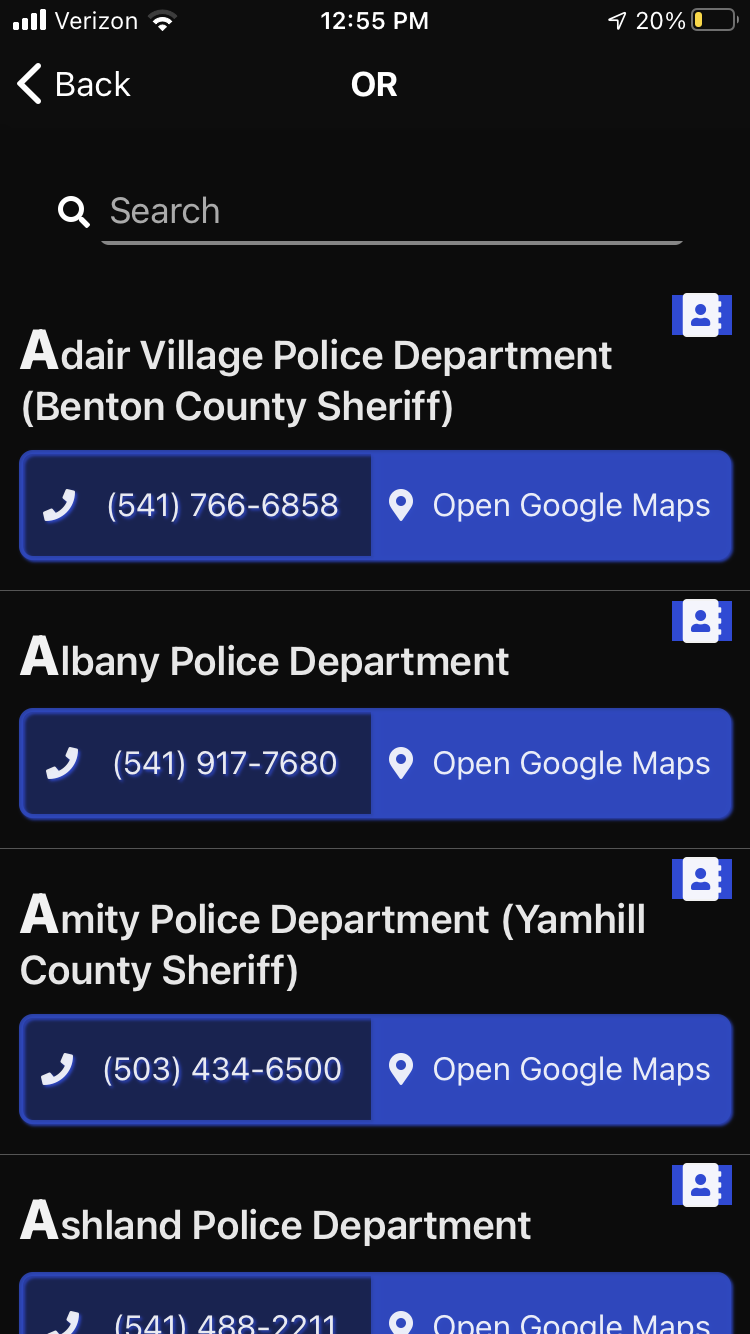 Verizon 12:55 PM 20%
Back OR
Search
Adair Village Police Department
(Benton County Sheriff)
(541) 766-6858 Open Google Maps
Albany Police Department
(541) 917-7680 Open Google Maps
Amity Police Department (Yamhill
County Sheriff)
(503) 434-6500 Open Google Maps
Ashland Police Department
(541) 488-2211 Open Google Maps